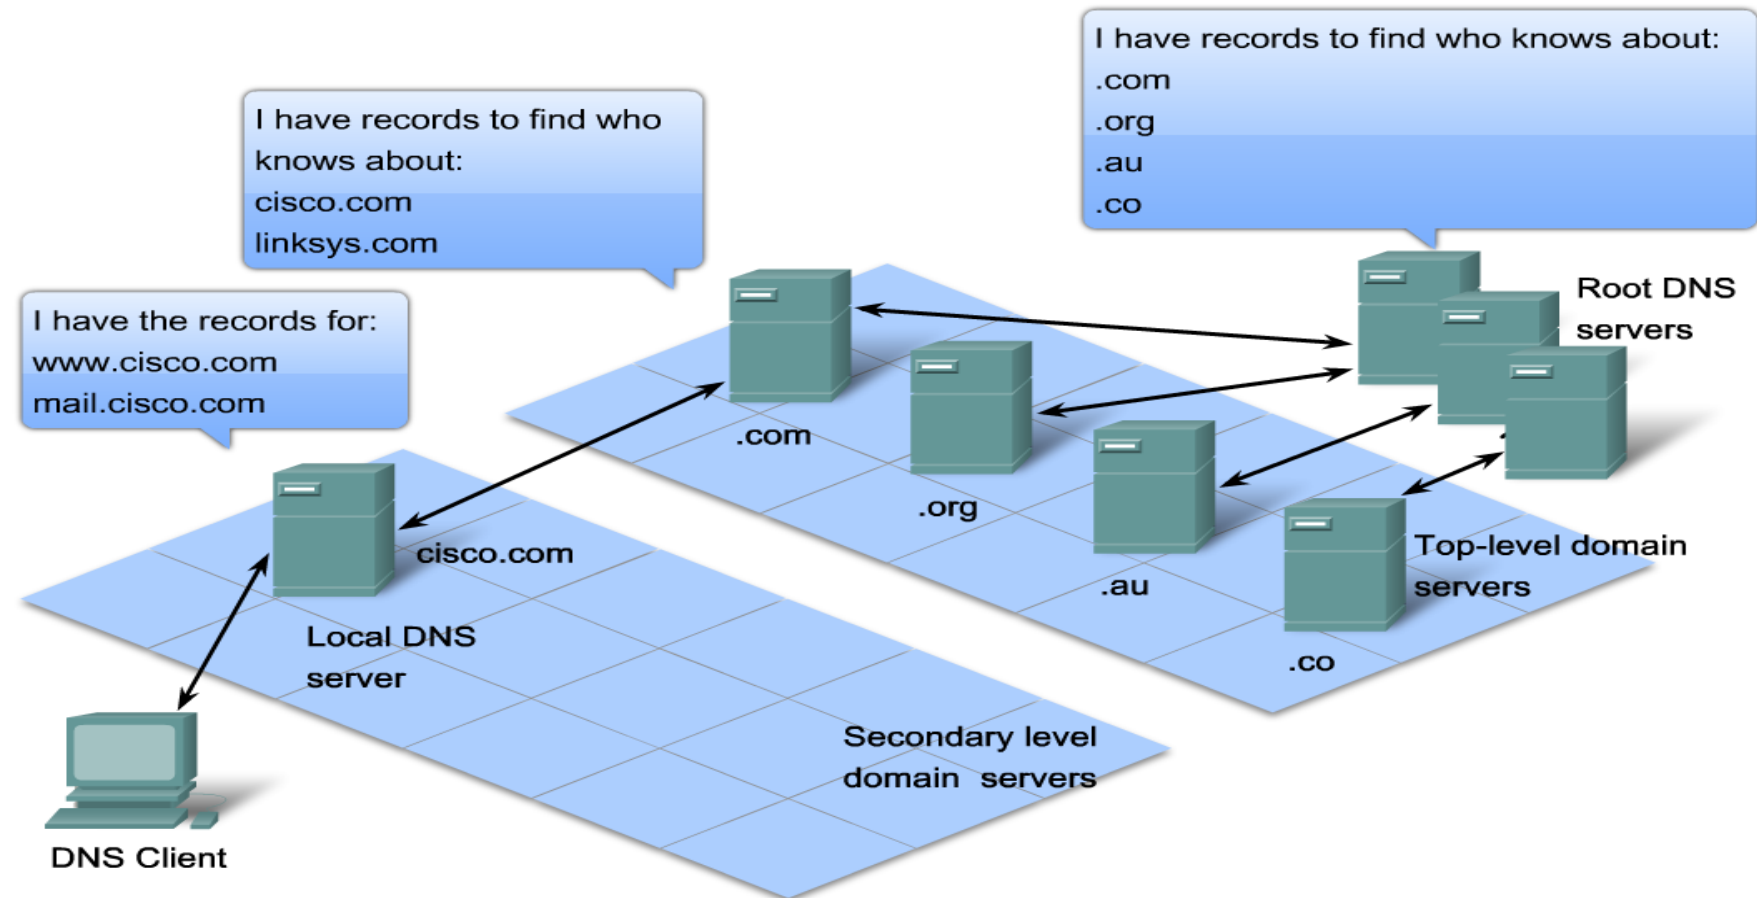 I have records to find who knows about:
.com
.org
.au
.co
I have records to find who
knows about:
cisco.com
linksys.com
I have the records for:
www.cisco.com
mail.cisco.com
Root DNS
servers
.com
.org
.au
.co
Top-level domain
servers
cisco.com
Local DNS
server
Secondary level
domain servers
DNS Client